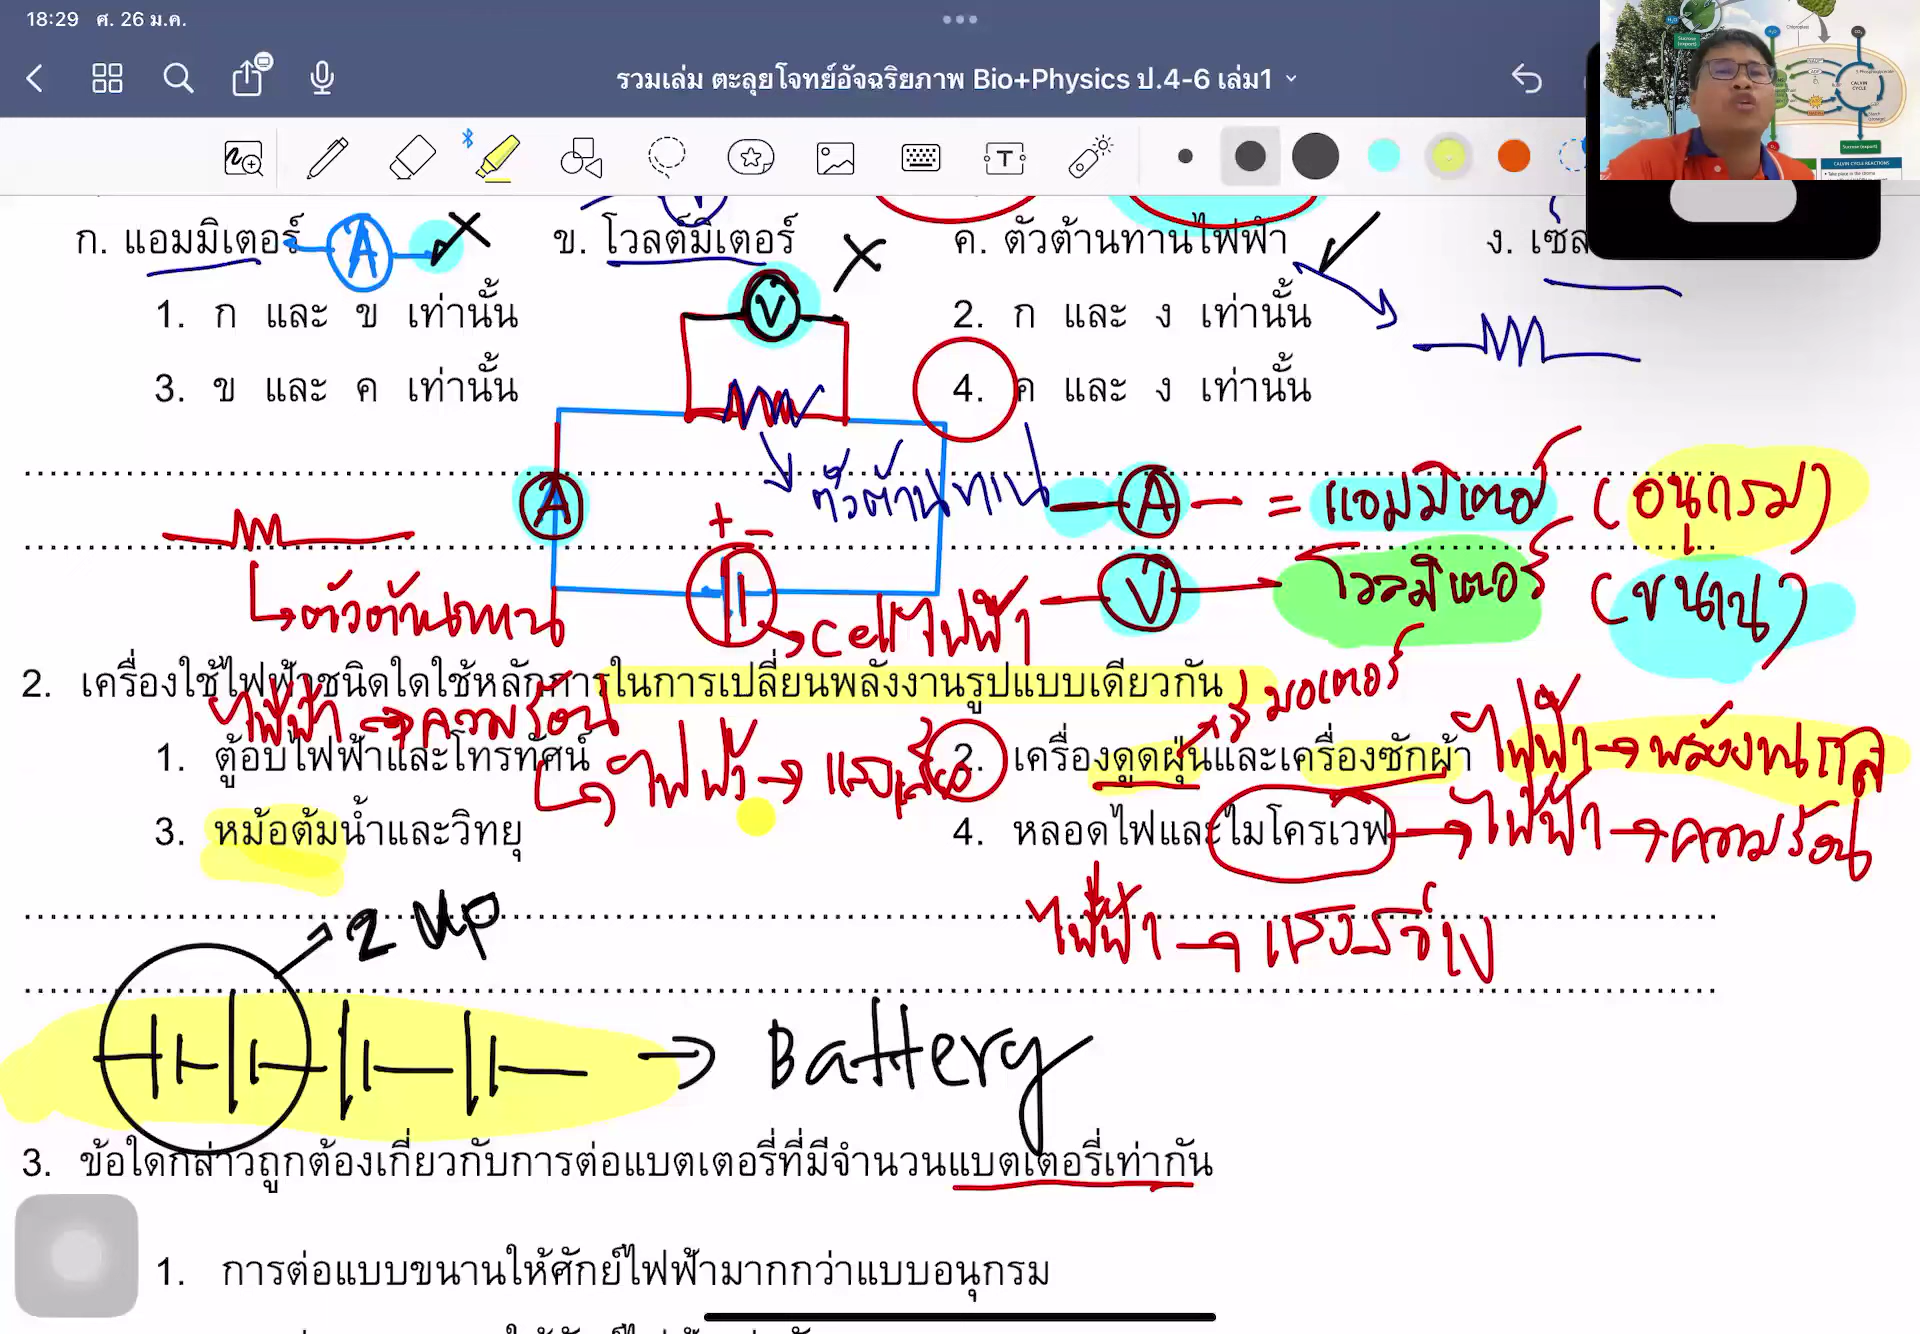 18:29 ศ. 26 ม.ค.
รวมเล่ม ตะลุยโจทย์อัจฉริยภาพ Bio+Physics ป.4-6 เล่ม1
ก. แอมมิเตอร์ A ข. โวลต์มิเตอร์ ค. ตัวต้านทานไฟฟ้า ง.
V
1. ก และ ข เท่านั้น 2. ก และ ง เท่านั้น
3. ข และ ค เท่านั้น 4. ค และ ง เท่านั้น
ตัวต้านทาน
A
A = แอมมิเตอร์ (อนุกรม)
+ -
V โวลมิเตอร์ (ขนาน)
ตัวต้านทาน
cell ไฟฟ้า
2. เครื่องใช้ไฟฟ้าชนิดใดใช้หลักการในการเปลี่ยนพลังงานรูปแบบเดียวกัน
ไฟฟ้า → ความร้อน
มีมอเตอร์
1. ตู้อบไฟฟ้าและโทรทัศน์ 2. เครื่องดูดฝุ่นและเครื่องซักผ้า
ไฟฟ้า → พลังงานกล
ไฟฟ้า →
3. หม้อต้มน้ำและวิทยุ 4. หลอดไฟและไมโครเวฟ
ไฟฟ้า → ความร้อน
ไฟฟ้า → แสงสว่าง
2
→ Battery
3. ข้อใดกล่าวถูกต้องเกี่ยวกับการต่อแบตเตอรี่ที่มีจำนวนแบตเตอรี่เท่ากัน
1. การต่อแบบขนานให้ศักย์ไฟฟ้ามากกว่าแบบอนุกรม